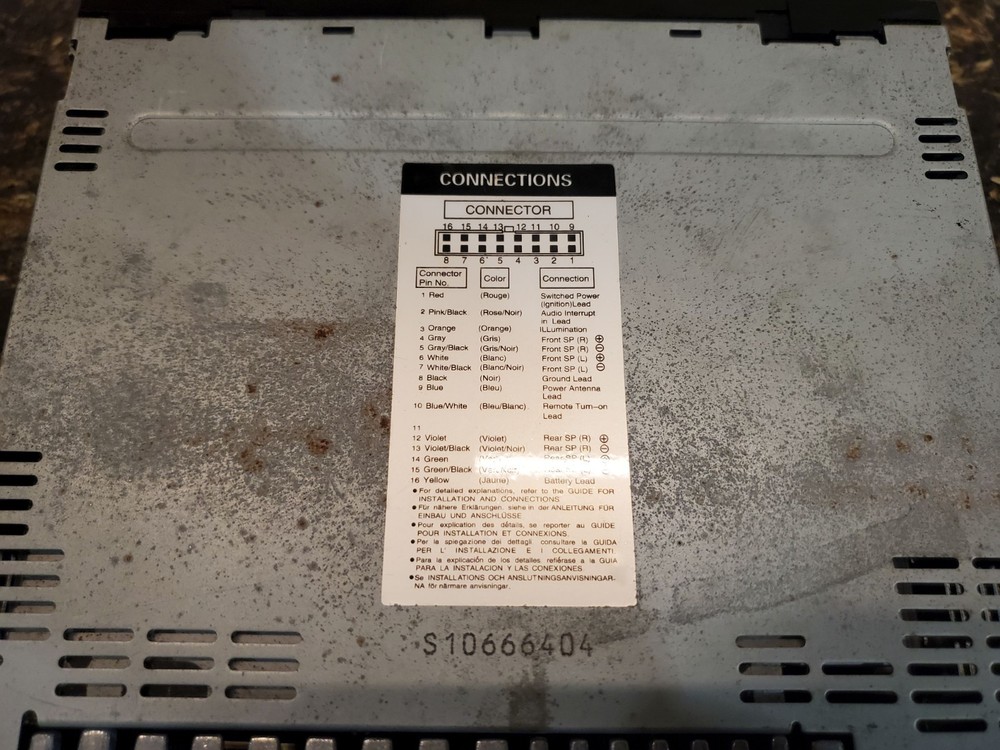 CONNECTIONS
CONNECTOR
16 15 14 13 12 11 10 9
8 7 6 5 4 3 2 1
Connector Pin No. Color Connection
1 Red (Rouge) Switched Power
(Ignition)Lead
2 Pink/Black (Rose/Noir) Audio Interrupt
in Lead
3 Orange (Orange) ILLumination
4 Gray (Gris) Front SP (R) ⊕
5 Gray/Black (Gris/Noir) Front SP (R) ⊖
6 White (Blanc) Front SP (L) ⊕
7 White/Black (Blanc/Noir) Front SP (L) ⊖
8 Black (Noir) Ground Lead
9 Blue (Bleu) Power Antenna
Lead
10 Blue/White (Bleu/Blanc) Remote Turn-on
Lead
11
12 Violet (Violet) Rear SP (R) ⊕
13 Violet/Black (Violet/Noir) Rear SP (R) ⊖
14 Green
15 Green/Black
16 Yellow (Jaune) Battery Lead
● For detailed explanations, refer to the GUIDE FOR
INSTALLATION AND CONNECTIONS
● Für nähere Erklärungen, siehe in der ANLEITUNG FÜR
EINBAU UND ANSCHLÜSSE
● Pour explication des détails, se reporter au GUIDE
POUR INSTALLATION ET CONNEXIONS
● Per la spiegazione dei dettagli consultare la GUIDA
PER L' INSTALLAZIONE E I COLLEGAMENTI
● Para la explicación de los detalles refiérase a la GUIA
PARA LA INSTALACION Y LAS CONEXIONES
● Se INSTALLATIONS OCH ANSLUTNINGSANVISNINGAR-
NA för närmare anvisningar.
S10666404